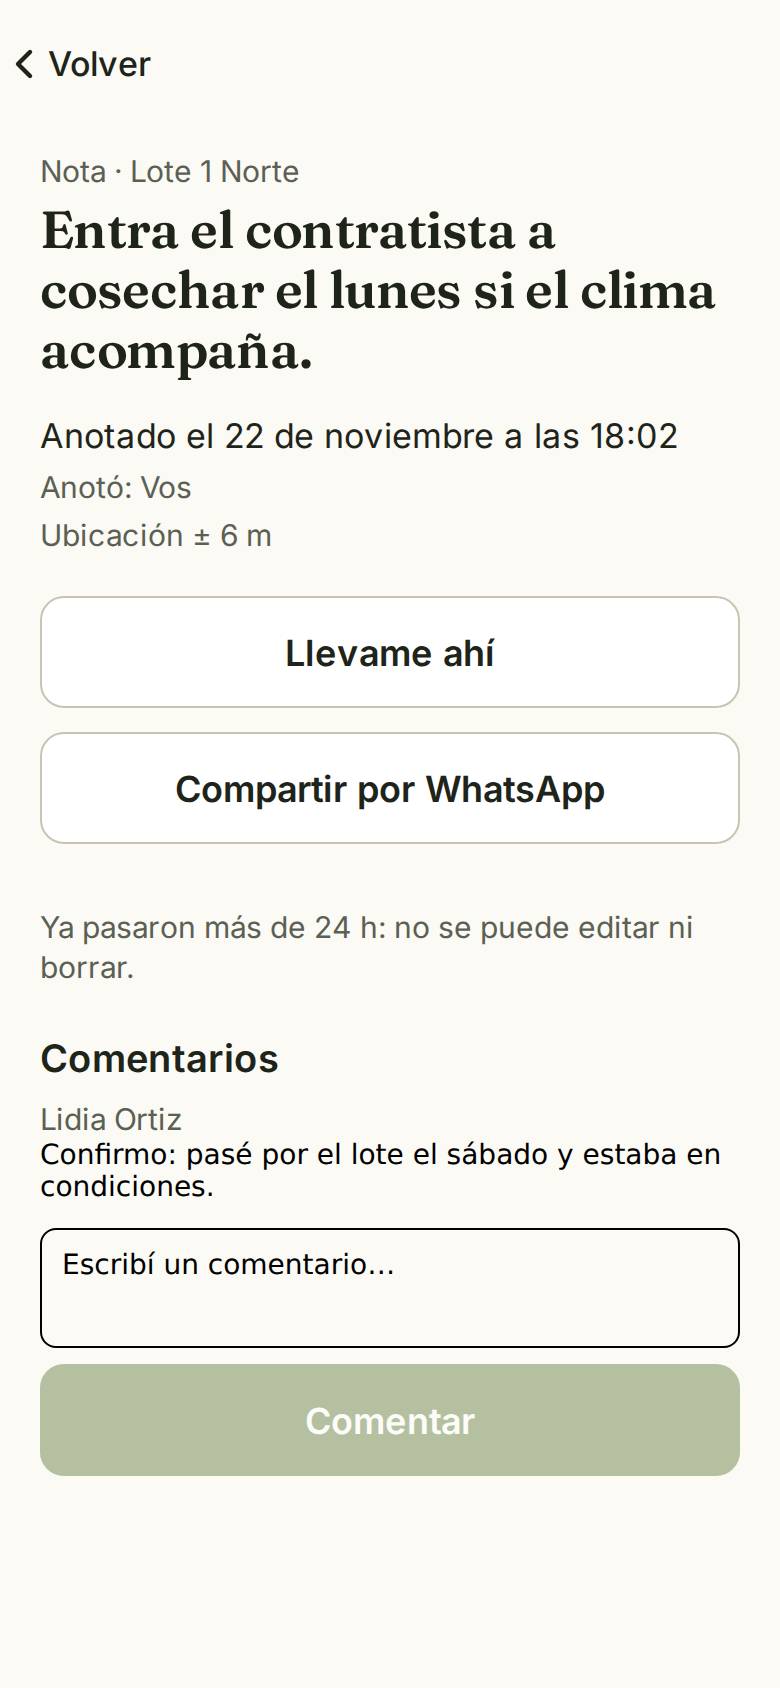 Volver
Nota · Lote 1 Norte
Entra el contratista a
cosechar el lunes si el clima
acompaña.
Anotado el 22 de noviembre a las 18:02
Anotó: Vos
Ubicación ± 6 m
Llevame ahí
Compartir por WhatsApp
Ya pasaron más de 24 h: no se puede editar ni
borrar.
Comentarios
Lidia Ortiz
Confirmo: pasé por el lote el sábado y estaba en
condiciones.
Escribí un comentario…
Comentar